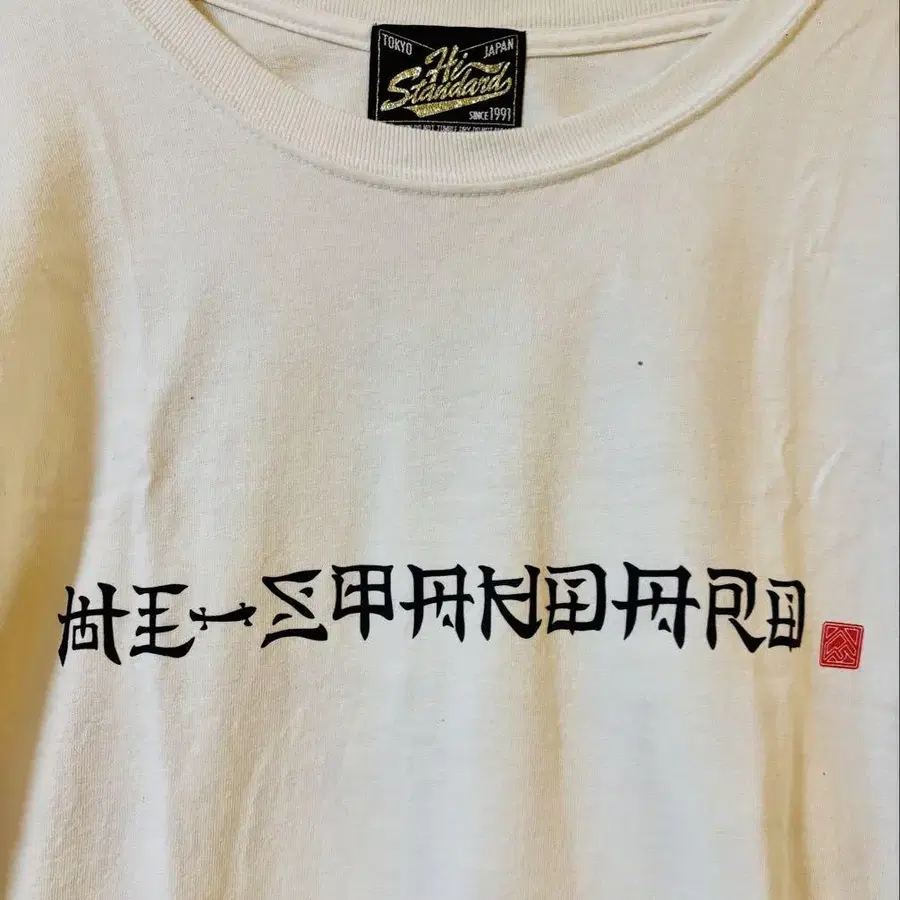 TOKYO JAPAN
Hi-Standard
SINCE 1991
HI-STANDARD